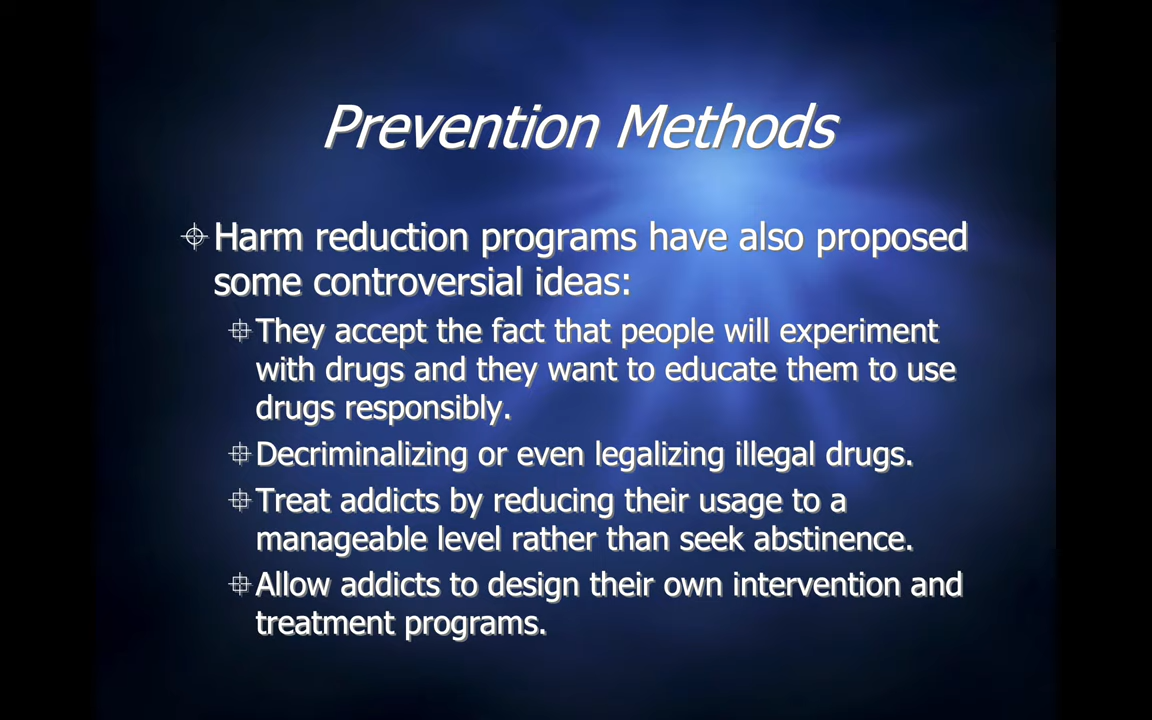 Prevention Methods
Harm reduction programs have also proposed
some controversial ideas:
They accept the fact that people will experiment
with drugs and they want to educate them to use
drugs responsibly.
Decriminalizing or even legalizing illegal drugs.
Treat addicts by reducing their usage to a
manageable level rather than seek abstinence.
Allow addicts to design their own intervention and
treatment programs.